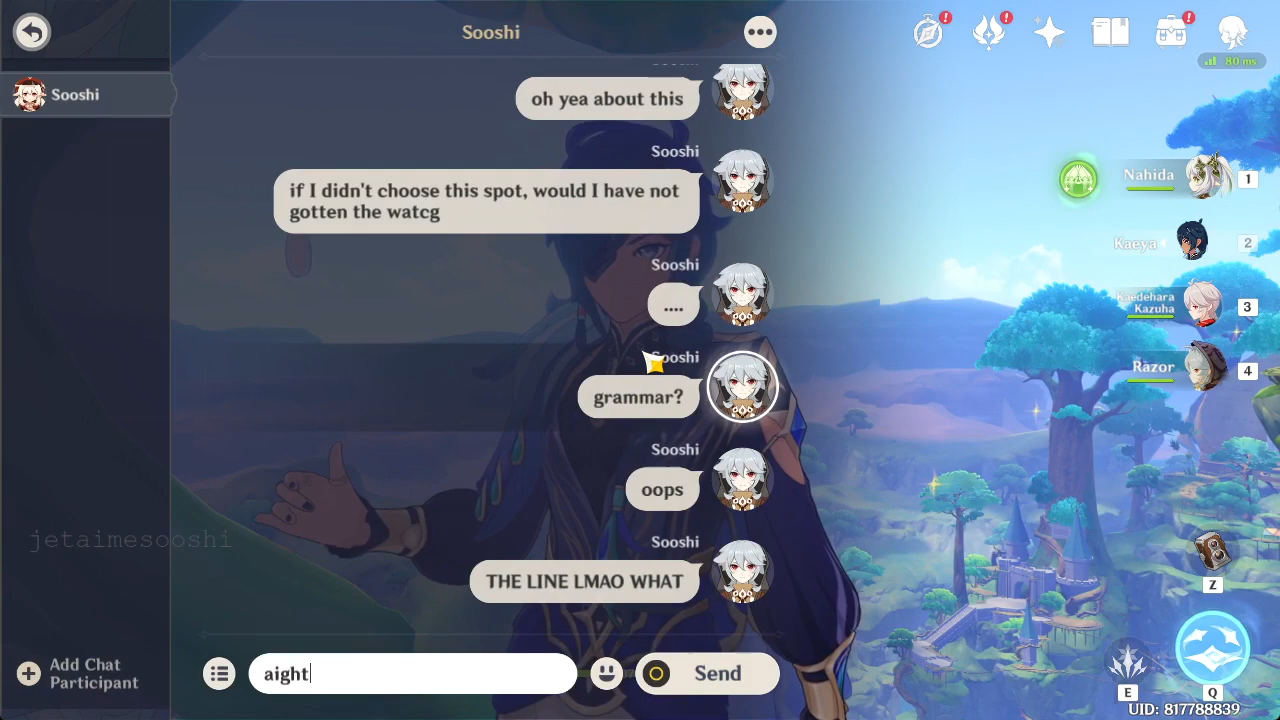 Sooshi
80 ms
Sooshi
oh yea about this
Sooshi
if I didn't choose this spot, would I have not
gotten the watcg
Sooshi
....
Sooshi
grammar?
Sooshi
oops
Sooshi
THE LINE LMAO WHAT
jetaimesooshi
Add Chat
Participant
aight
Send
Nahida
1
Kaeya
2
Kaedehara
Kazuha
3
Razor
4
Z
E
Q
UID: 817788839